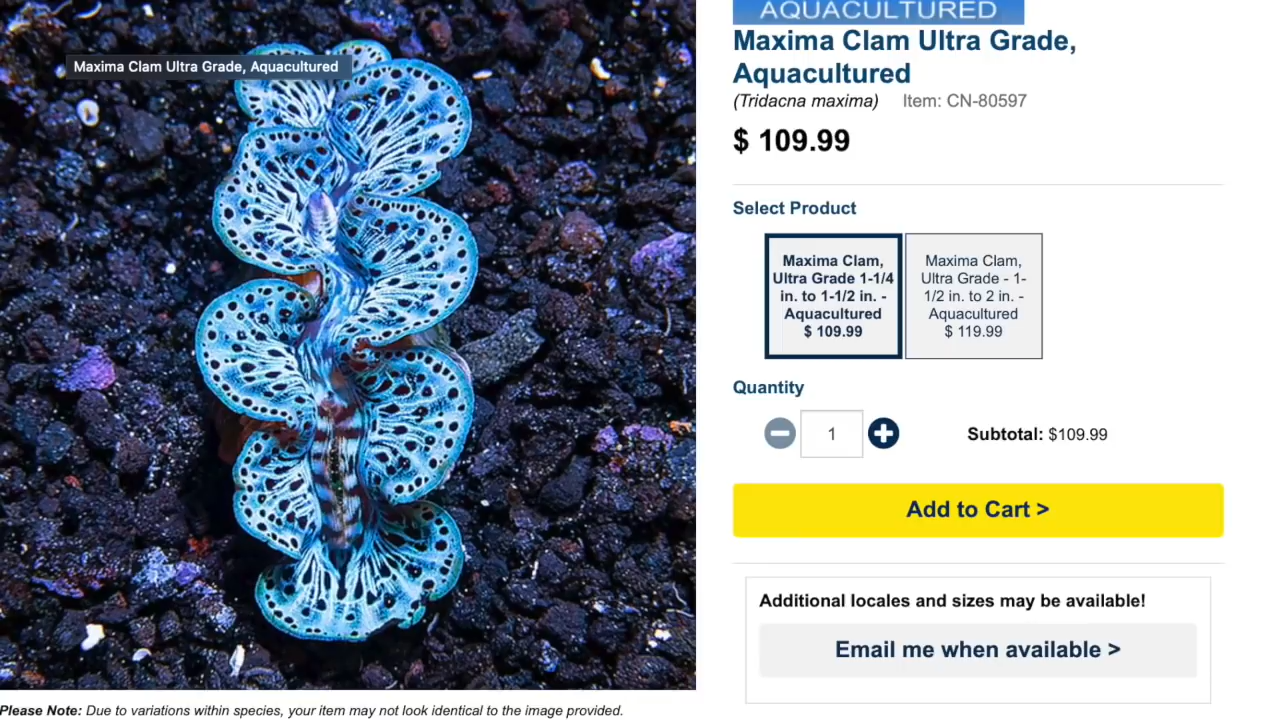 AQUACULTURED
Maxima Clam Ultra Grade,
Aquacultured
(Tridacna maxima) Item: CN-80597
$ 109.99
Maxima Clam Ultra Grade, Aquacultured
Select Product
Maxima Clam,
Ultra Grade 1-1/4
in. to 1-1/2 in. -
Aquacultured
$ 109.99
Maxima Clam,
Ultra Grade - 1-
1/2 in. to 2 in. -
Aquacultured
$ 119.99
Quantity
1
Subtotal: $109.99
Add to Cart >
Additional locales and sizes may be available!
Email me when available >
Please Note: Due to variations within species, your item may not look identical to the image provided.